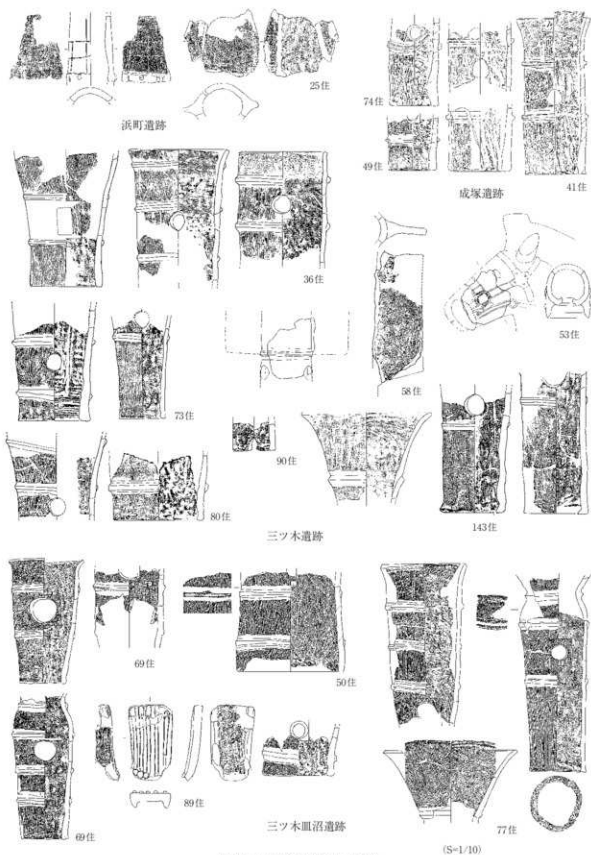 25住
浜町遺跡
74住
49住
41住
成塚遺跡
36住
53住
58住
73住
90住
80住
143住
三ツ木遺跡
69住
50住
69住
89住
77住
三ツ木皿沼遺跡
(S=1/10)